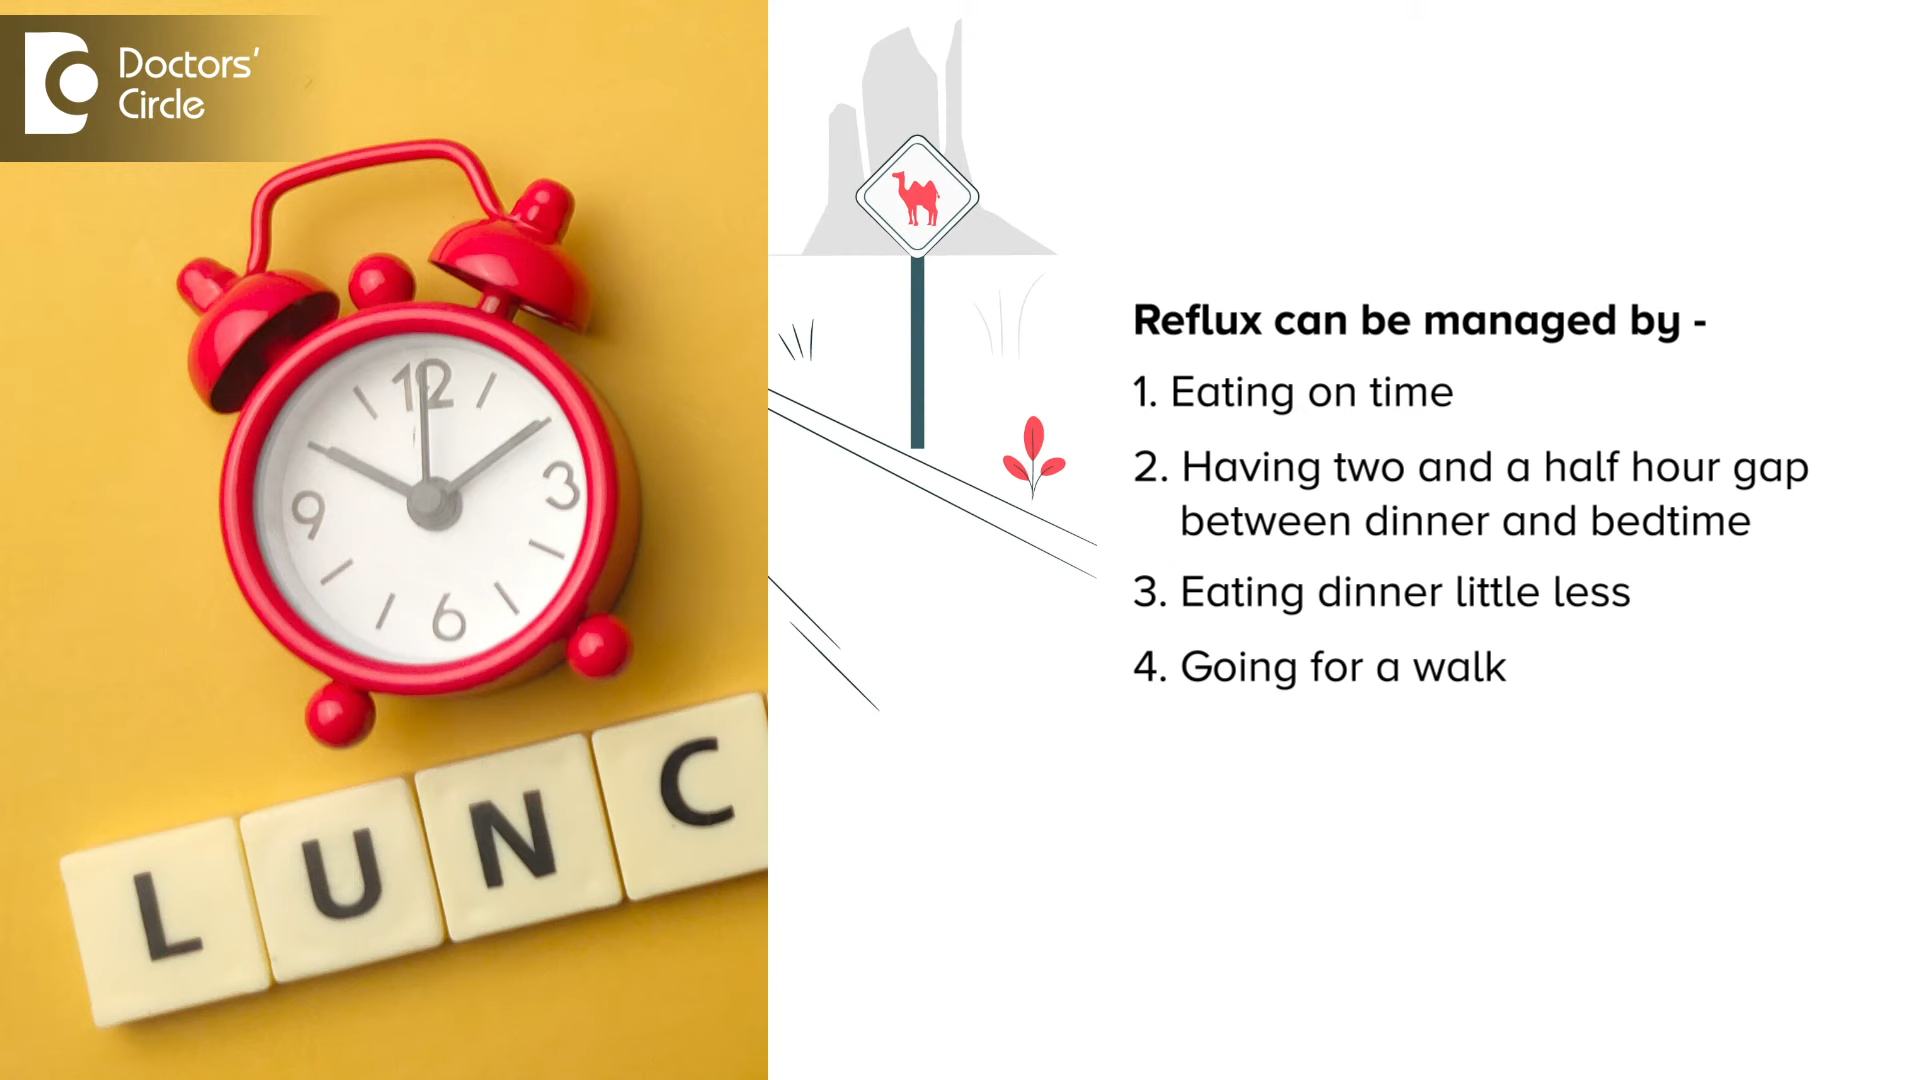 Doctors'
Circle
12
3
6
9
L U N C
Reflux can be managed by -
1. Eating on time
2. Having two and a half hour gap
between dinner and bedtime
3. Eating dinner little less
4. Going for a walk